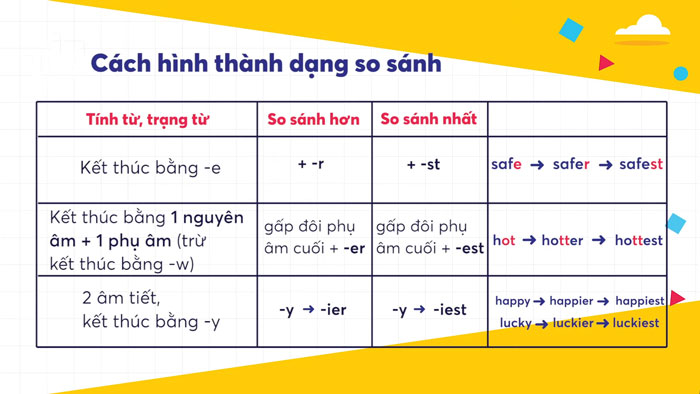 Cách hình thành dạng so sánh
Tính từ, trạng từ
So sánh hơn
So sánh nhất
Kết thúc bằng -e
+ -r
+ -st
safe → safer → safest
Kết thúc bằng 1 nguyên
âm + 1 phụ âm (trừ
kết thúc bằng -w)
gấp đôi phụ
âm cuối + -er
gấp đôi phụ
âm cuối + -est
hot → hotter → hottest
2 âm tiết,
kết thúc bằng -y
-y → -ier
-y → -iest
happy → happier → happiest
lucky → luckier → luckiest